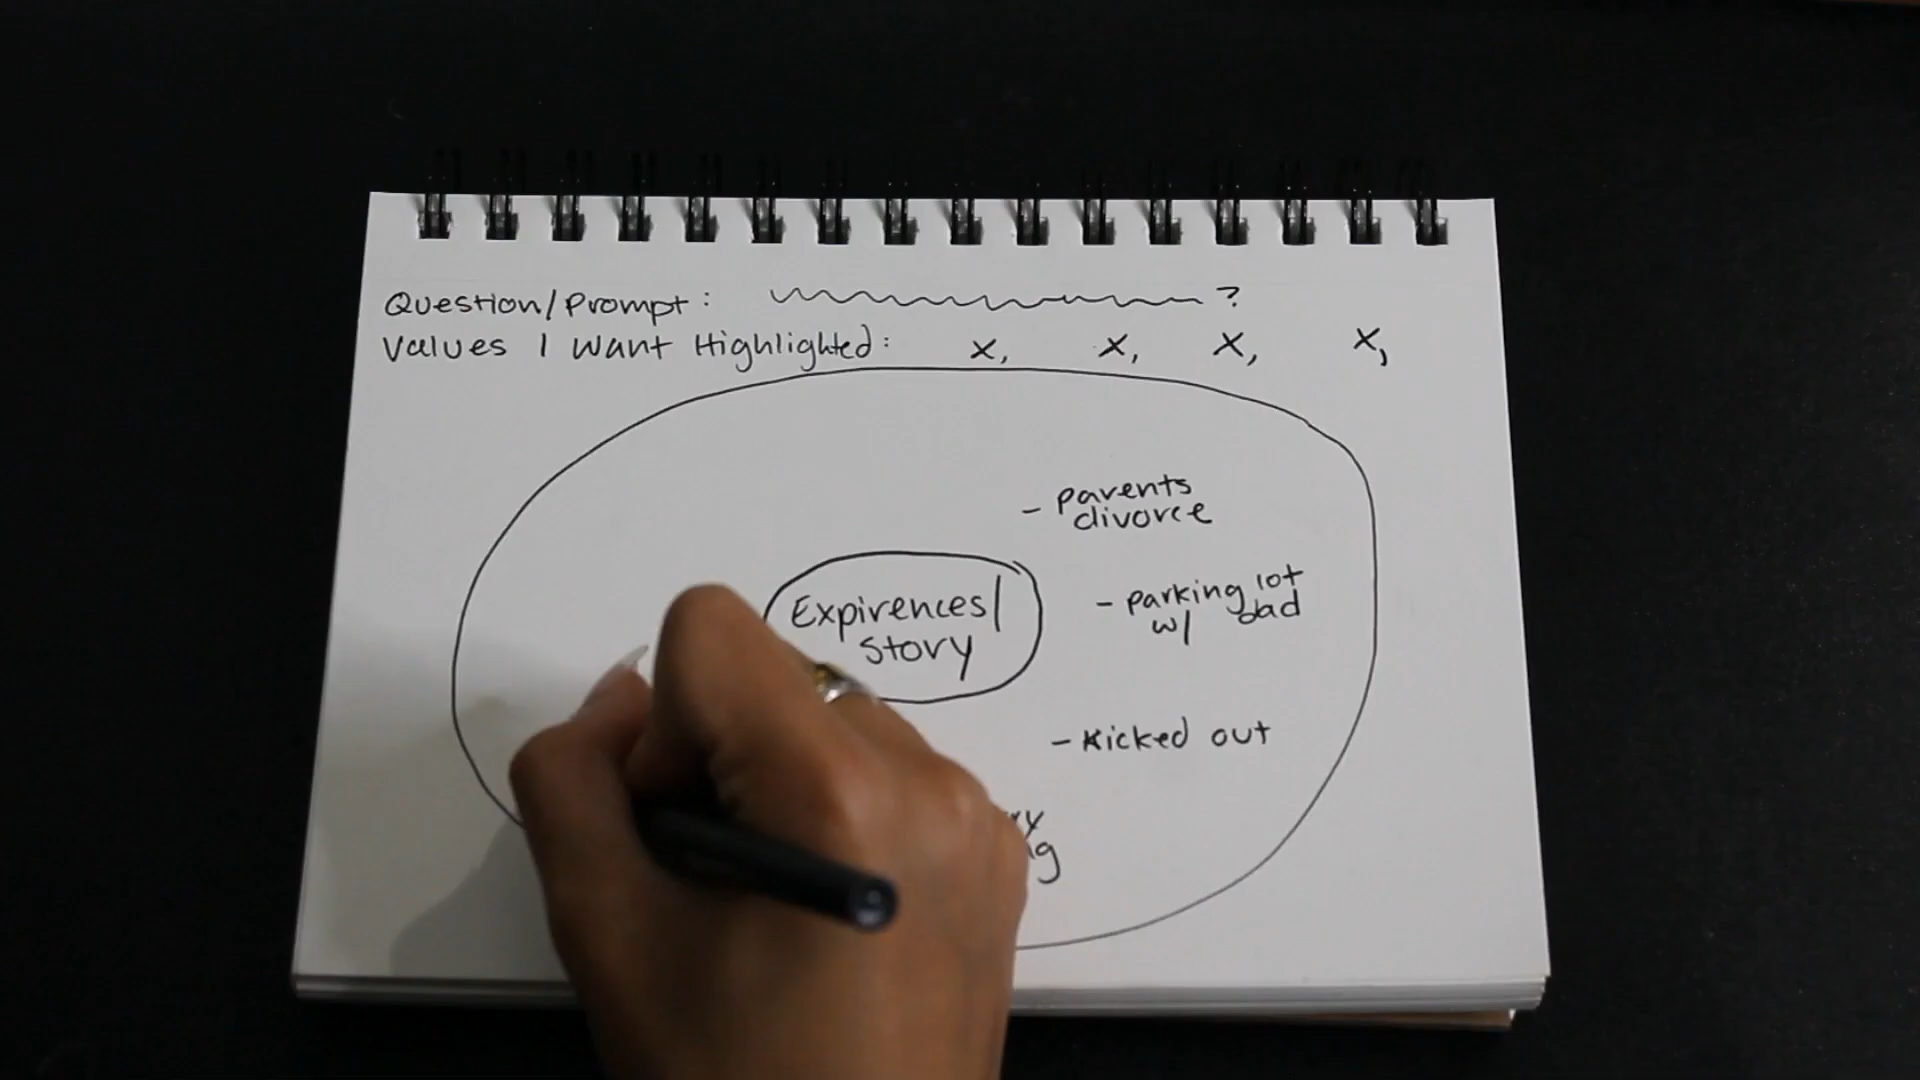 Question/Prompt: ?
Values I Want Highlighted: x, x, x, x,
- parents
divorce
Expirences/
story
- parking lot
w/ dad
- Kicked out